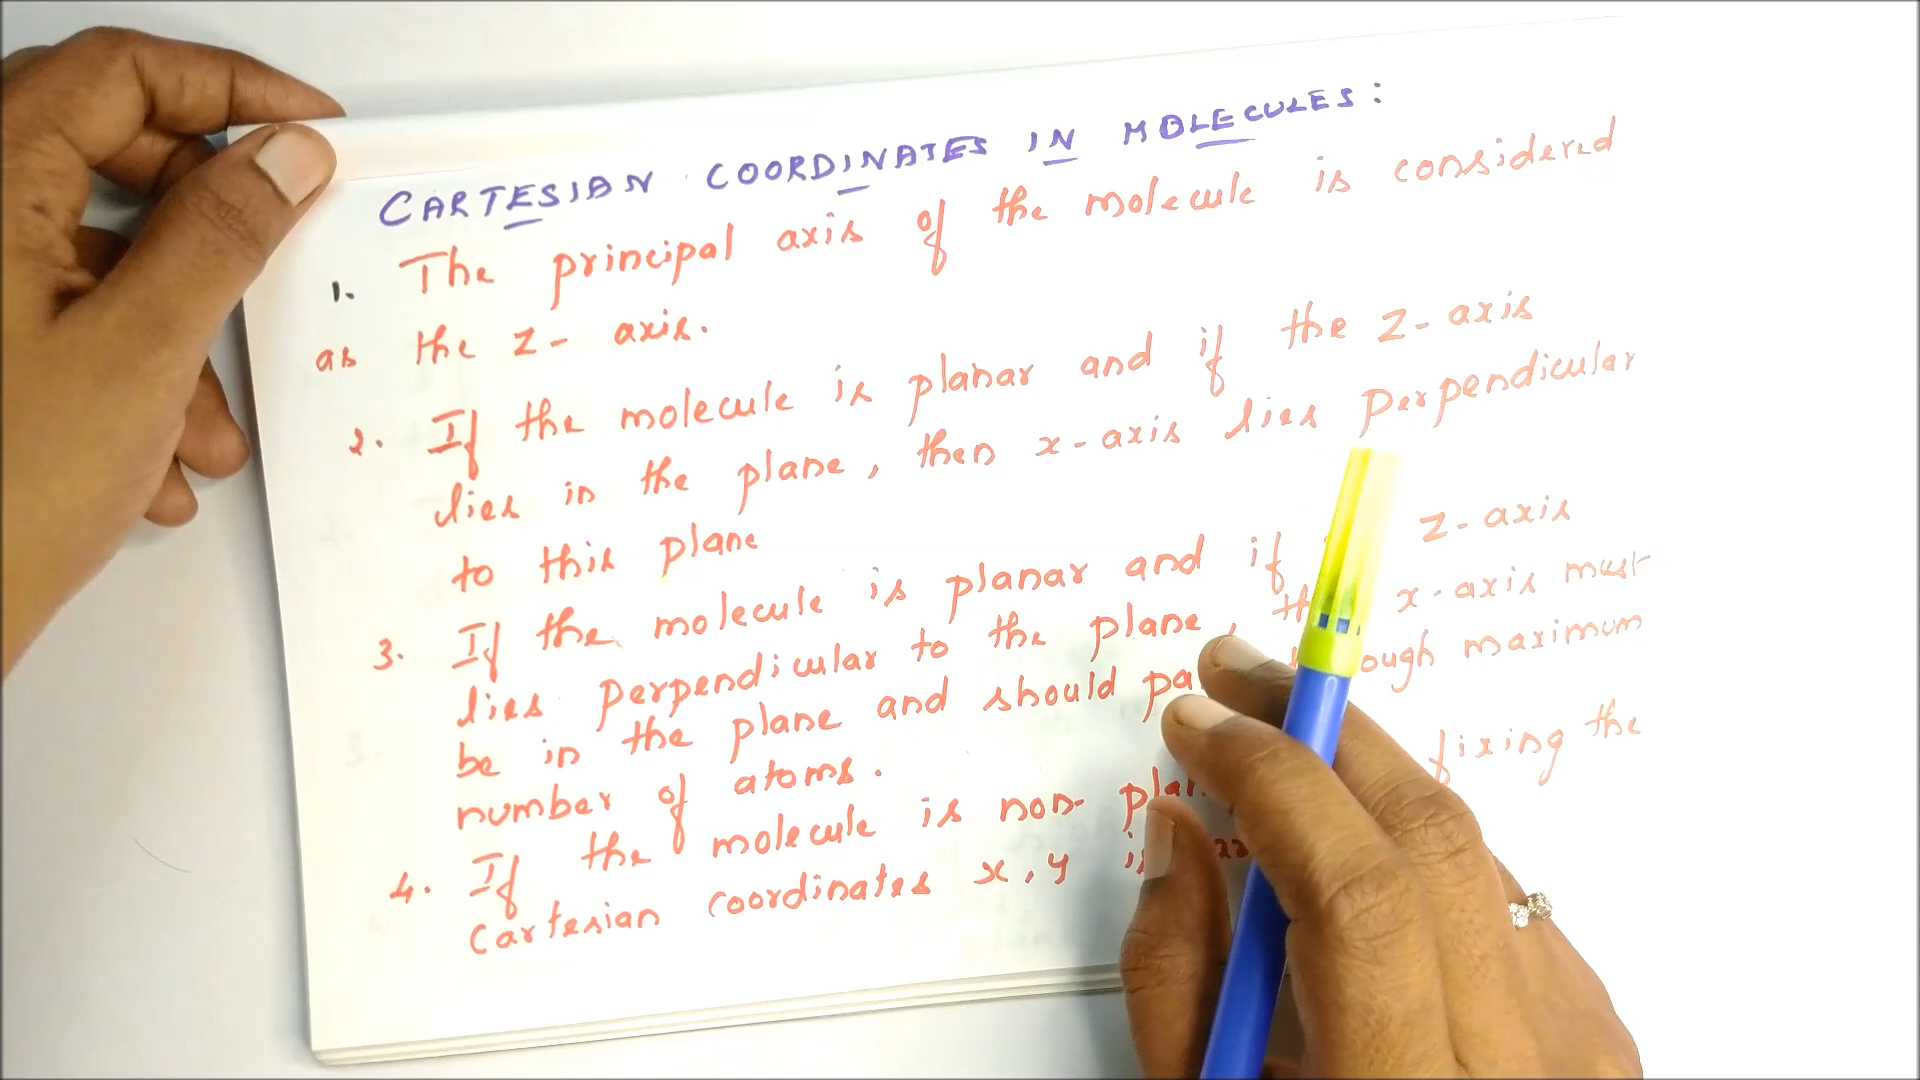 CARTESIAN COORDINATES IN MOLECULES:
1. The principal axis of the molecule is considered
as the z- axis.
2. If the molecule is planar and if the z-axis
lies in the plane, then x-axis lies perpendicular
to this plane
3. If the molecule is planar and if z-axis
lies perpendicular to the plane, x-axis must
be in the plane and should maximum
number of atoms.
4. If the molecule is non- fixing the
Cartesian coordinates x, y